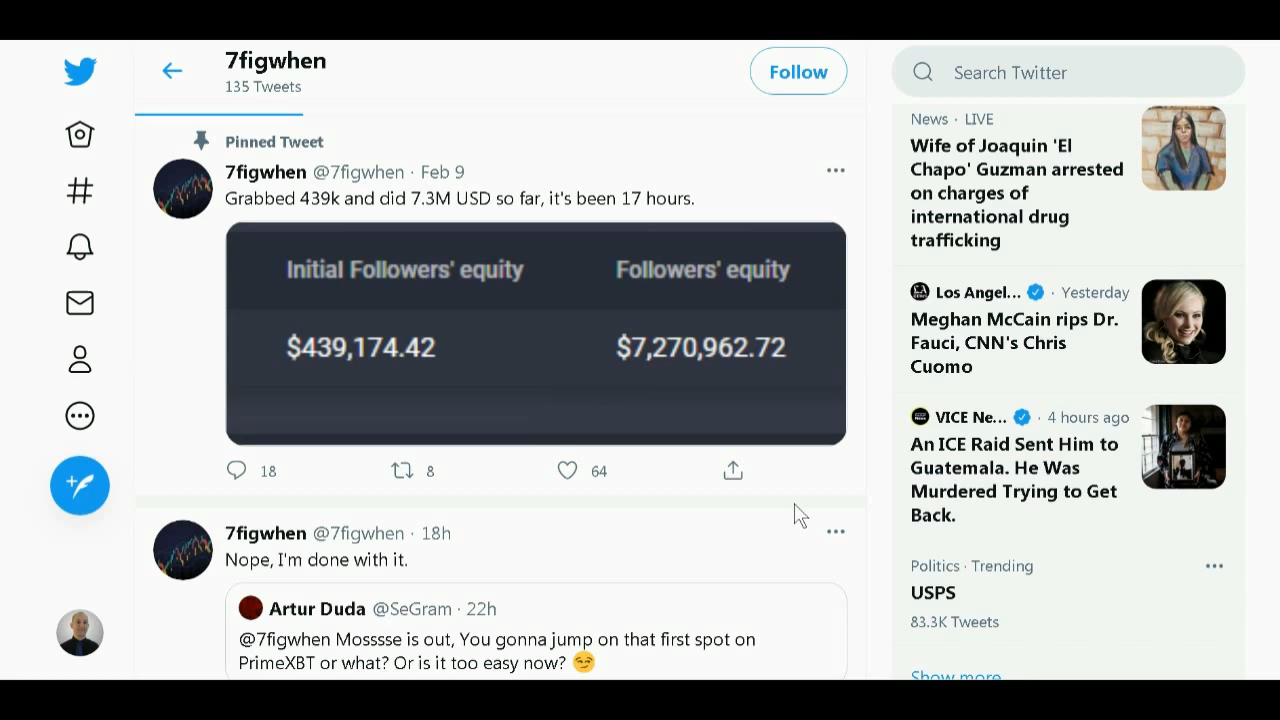 7figwhen
135 Tweets
Follow
Search Twitter
Pinned Tweet
7figwhen @7figwhen · Feb 9
Grabbed 439k and did 7.3M USD so far, it's been 17 hours.
Initial Followers' equity
Followers' equity
$439,174.42
$7,270,962.72
18
8
64
7figwhen @7figwhen · 18h
Nope, I'm done with it.
Artur Duda @SeGram · 22h
@7figwhen Mosssse is out, You gonna jump on that first spot on
PrimeXBT or what? Or is it too easy now? 😏
News · LIVE
Wife of Joaquin 'El
Chapo' Guzman arrested
on charges of
international drug
trafficking
Los Angel... · Yesterday
Meghan McCain rips Dr.
Fauci, CNN's Chris
Cuomo
VICE Ne... · 4 hours ago
An ICE Raid Sent Him to
Guatemala. He Was
Murdered Trying to Get
Back.
Politics · Trending
USPS
83.3K Tweets
Show more